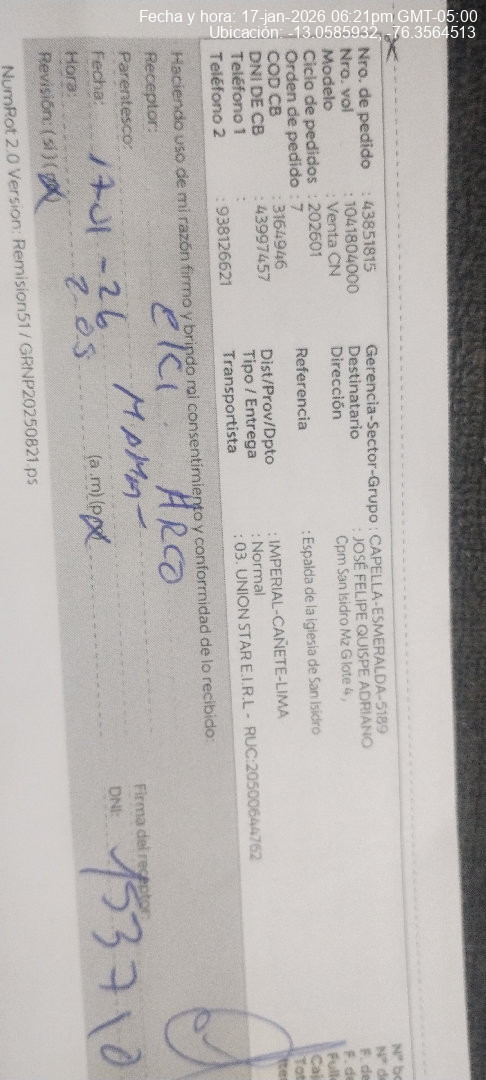 Fecha y hora: 17-jan-2026 06:21pm GMT-05:00
Ubicación: -13.0585932, -76.3564513
Nro. de pedido : 43851815
Nro. vol : 1041804000
Modelo : Venta CN
Ciclo de pedidos : 202601
Orden de pedido : 7
COD CB : 3164946
DNI DE CB : 43997457
Teléfono 1 :
Teléfono 2 : 938126621
Gerencia-Sector-Grupo : CAPELLA-ESMERALDA-5189
Destinatario : JOSÉ FELIPE QUISPE ADRIANO
Dirección Cpm San Isidro Mz G lote 4 ,
Referencia : Espalda de la iglesia de San Isidro
Dist/Prov/Dpto : IMPERIAL-CAÑETE-LIMA
Tipo / Entrega : Normal
Transportista : 03. UNION STAR E.I.R.L - RUC:20500644762
Haciendo uso de mi razón firmo y brindo mi consentimiento y conformidad de lo recibido:
Receptor: ARCO
Parentesco: MAMA
Fecha: 17-01-26
Hora: 2.05 (a.m)
Revisión: (si)
Firma del receptor:
DNI:
NumRot 2.0 Version: Remision51 / GRNP20250821.ps